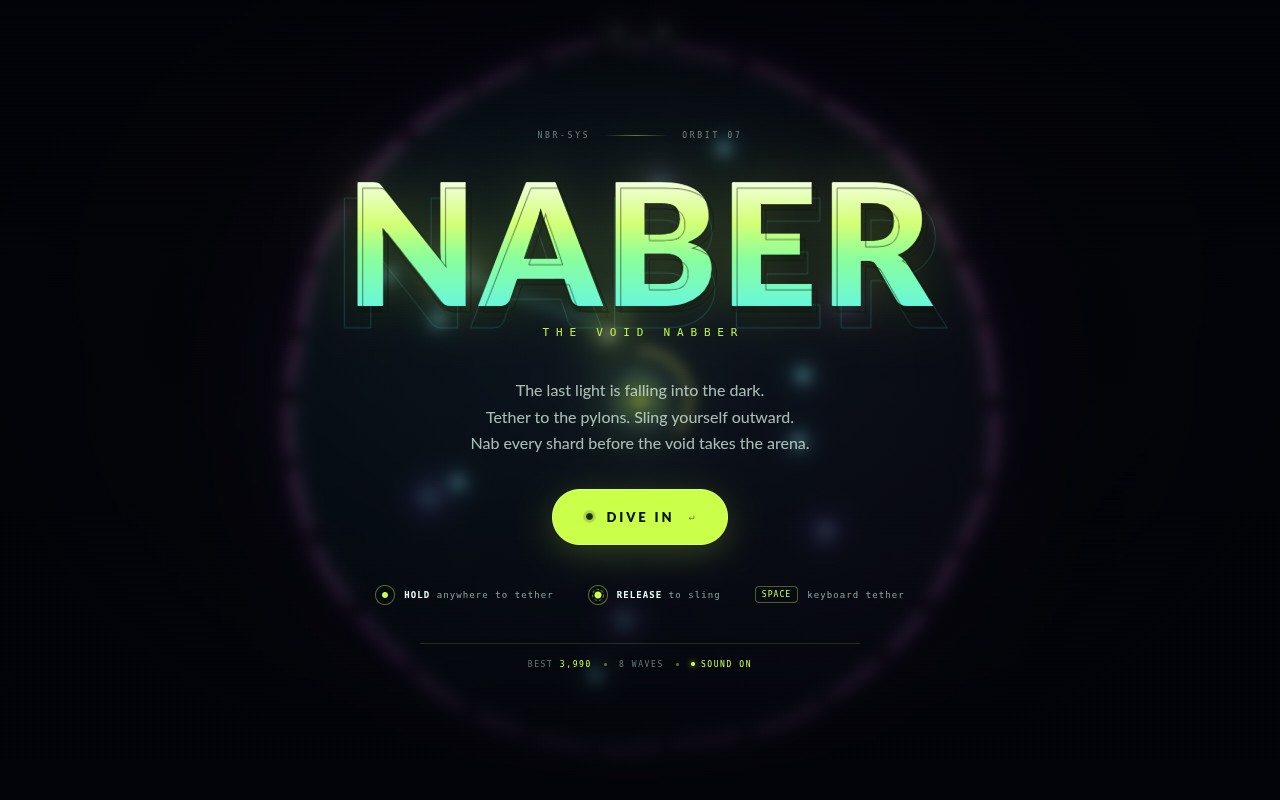 NBR-SYS ORBIT 07
NABER
THE VOID NABBER
The last light is falling into the dark.
Tether to the pylons. Sling yourself outward.
Nab every shard before the void takes the arena.
DIVE IN ↵
HOLD anywhere to tether RELEASE to sling SPACE keyboard tether
BEST 3,990 • 8 WAVES • SOUND ON